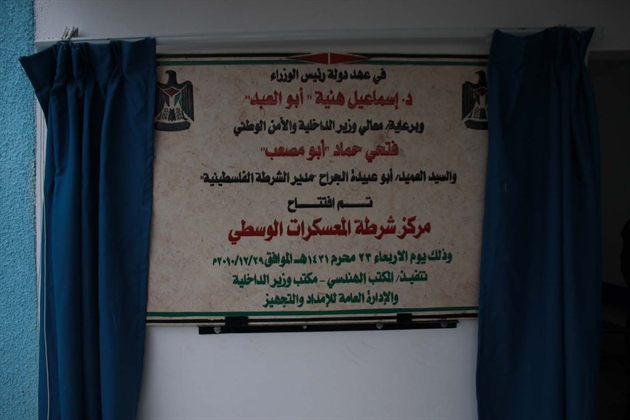 في عهد دولة رئيس الوزراء
د. إسماعيل هنية "أبو العبد"
وبرعاية/ معالي وزير الداخلية والأمن الوطني
فتحي حماد "أبو مصعب"
والسيد العميد/ أبو عبيدة الجراح "مدير الشرطة الفلسطينية"
تم افتتاح
مركز شرطة المعسكرات الوسطي
وذلك يوم الاربعاء ٢٣ محرم ١٤٣١هـ الموافق ٢٠١٠/١٢/٢٩م
تنفيذ/ المكتب الهندسي - مكتب وزير الداخلية
والإدارة العامة للإمداد والتجهيز